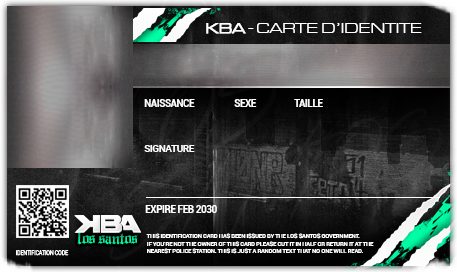 KBA - CARTE D'IDENTITE
NAISSANCE SEXE TAILLE
SIGNATURE
EXPIRE FEB 2030
KBA
los santos
IDENTIFICATION CODE
THIS IDENTIFICATION CARD HAS BEEN ISSUED BY THE LOS SANTOS GOVERNMENT.
IF YOU'RE NOT THE OWNER OF THIS CARD PLEASE CUT IT IN HALF OR RETURN IT AT THE
NEAREST POLICE STATION. THIS IS JUST A RANDOM TEXT THAT NO ONE WILL READ.